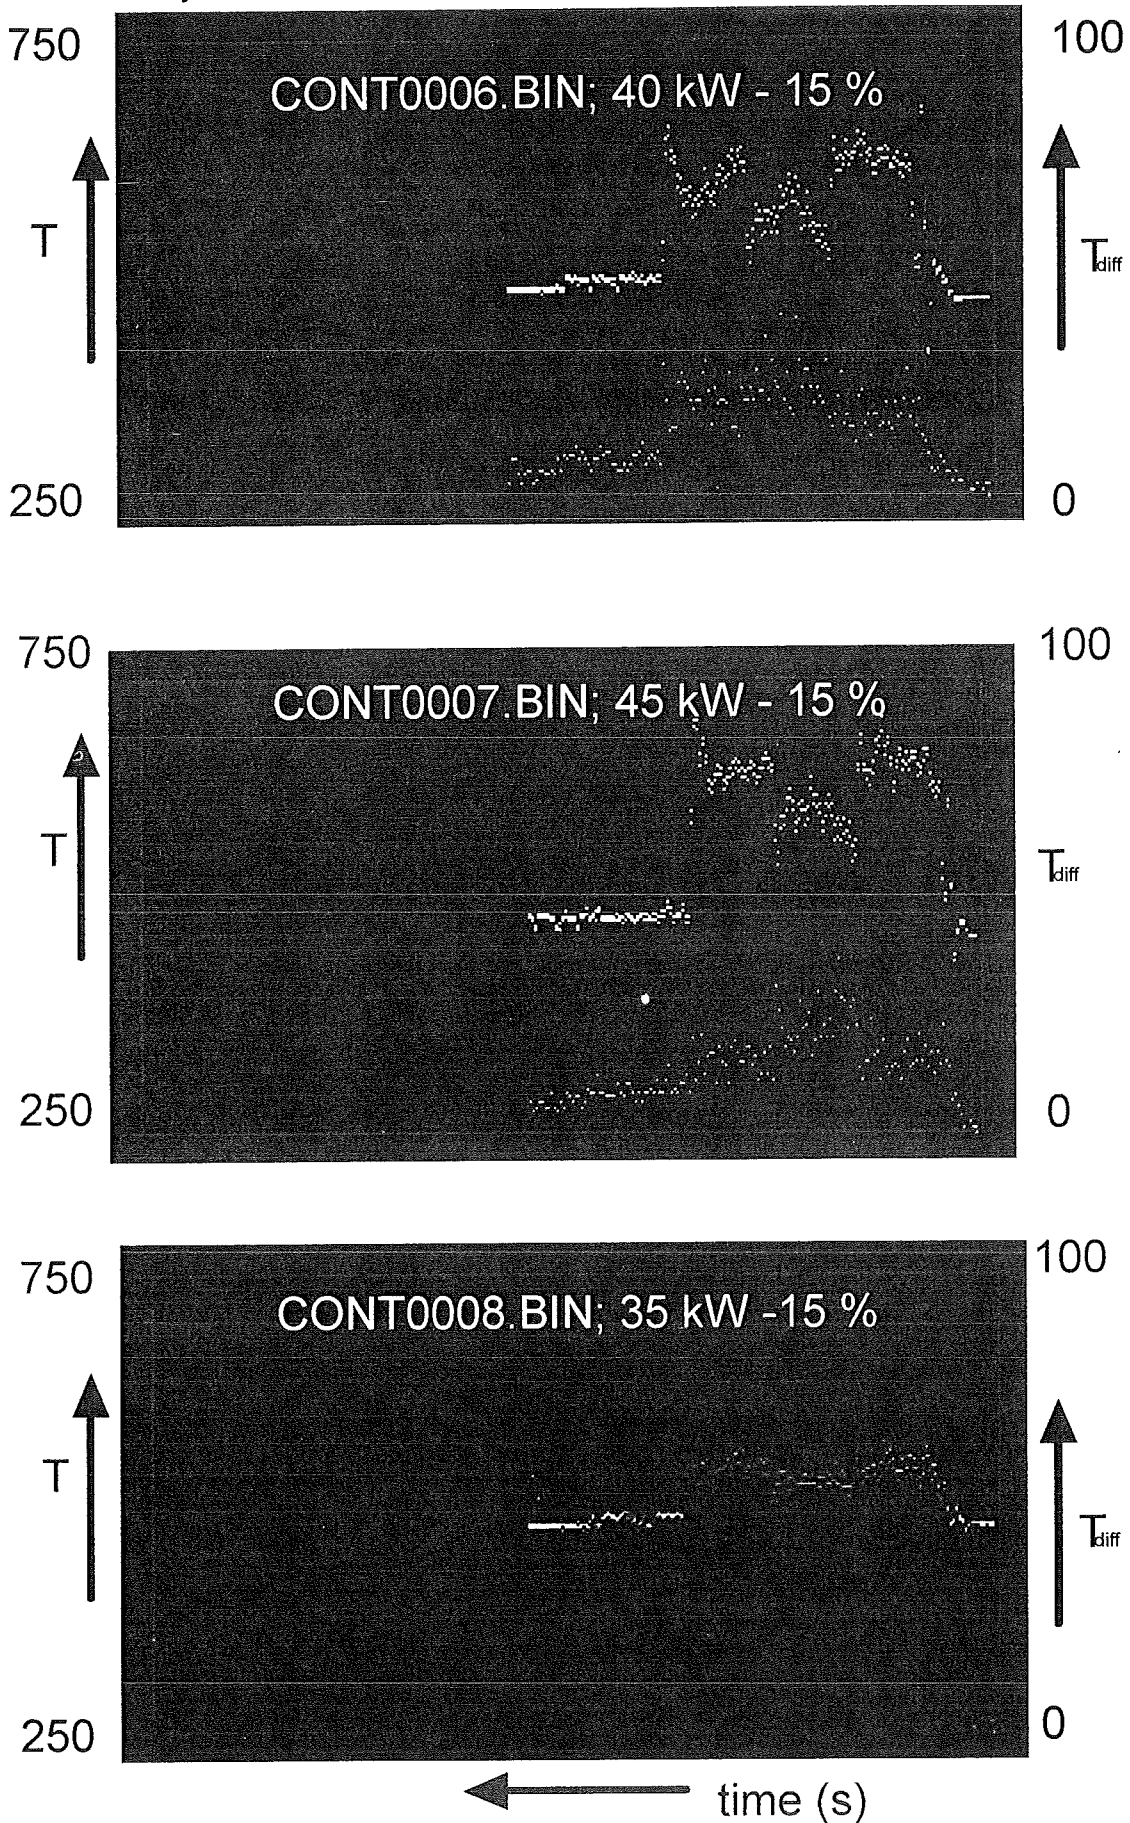 750
100
CONT0006.BIN; 40 kW - 15 %
T
Tdiff
250
0
750
100
CONT0007.BIN; 45 kW - 15 %
T
Tdiff
250
0
750
100
CONT0008.BIN; 35 kW -15 %
T
Tdiff
250
0
time (s)